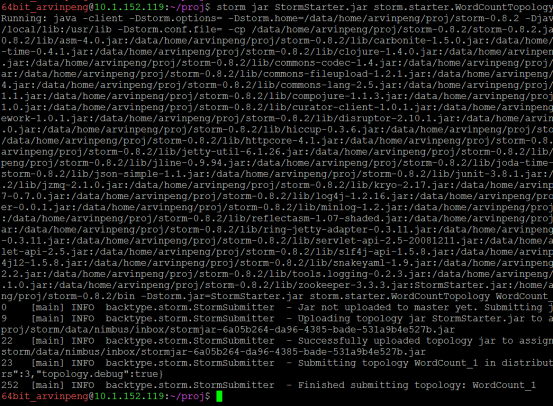 64bit_arvinpeng@10.1.152.119:~/proj$ storm jar StormStarter.jar storm.starter.WordCountTopology
Running: java -client -Dstorm.options= -Dstorm.home=/data/home/arvinpeng/proj/storm-0.8.2 -Djav
/local/lib:/usr/lib -Dstorm.conf.file= -cp /data/home/arvinpeng/proj/storm-0.8.2/storm-0.8.2.ja
0.8.2/lib/asm-4.0.jar:/data/home/arvinpeng/proj/storm-0.8.2/lib/carbonite-1.5.0.jar:/data/home/
-time-0.4.1.jar:/data/home/arvinpeng/proj/storm-0.8.2/lib/clojure-1.4.0.jar:/data/home/arvinpen
.jar:/data/home/arvinpeng/proj/storm-0.8.2/lib/commons-codec-1.4.jar:/data/home/arvinpeng/proj/
ar:/data/home/arvinpeng/proj/storm-0.8.2/lib/commons-fileupload-1.2.1.jar:/data/home/arvinpeng/
4.jar:/data/home/arvinpeng/proj/storm-0.8.2/lib/commons-lang-2.5.jar:/data/home/arvinpeng/proj/
1.1.jar:/data/home/arvinpeng/proj/storm-0.8.2/lib/compojure-1.1.3.jar:/data/home/arvinpeng/proj
1.0.jar:/data/home/arvinpeng/proj/storm-0.8.2/lib/curator-client-1.0.1.jar:/data/home/arvinpeng
ework-1.0.1.jar:/data/home/arvinpeng/proj/storm-0.8.2/lib/disruptor-2.10.1.jar:/data/home/arvin
.0.jar:/data/home/arvinpeng/proj/storm-0.8.2/lib/hiccup-0.3.6.jar:/data/home/arvinpeng/proj/sto
/data/home/arvinpeng/proj/storm-0.8.2/lib/httpcore-4.1.jar:/data/home/arvinpeng/proj/storm-0.8.
arvinpeng/proj/storm-0.8.2/lib/jetty-util-6.1.26.jar:/data/home/arvinpeng/proj/storm-0.8.2/lib/
peng/proj/storm-0.8.2/lib/jline-0.9.94.jar:/data/home/arvinpeng/proj/storm-0.8.2/lib/joda-time-
storm-0.8.2/lib/json-simple-1.1.jar:/data/home/arvinpeng/proj/storm-0.8.2/lib/junit-3.8.1.jar:/
.2/lib/jzmq-2.1.0.jar:/data/home/arvinpeng/proj/storm-0.8.2/lib/kryo-2.17.jar:/data/home/arvinp
7-0.7.0.jar:/data/home/arvinpeng/proj/storm-0.8.2/lib/log4j-1.2.16.jar:/data/home/arvinpeng/pro
er-0.0.1.jar:/data/home/arvinpeng/proj/storm-0.8.2/lib/minlog-1.2.jar:/data/home/arvinpeng/proj
:/data/home/arvinpeng/proj/storm-0.8.2/lib/reflectasm-1.07-shaded.jar:/data/home/arvinpeng/proj
ar:/data/home/arvinpeng/proj/storm-0.8.2/lib/ring-jetty-adapter-0.3.11.jar:/data/home/arvinpeng
-0.3.11.jar:/data/home/arvinpeng/proj/storm-0.8.2/lib/servlet-api-2.5-20081211.jar:/data/home/a
let-api-2.5.jar:/data/home/arvinpeng/proj/storm-0.8.2/lib/slf4j-api-1.5.8.jar:/data/home/arvinp
4j12-1.5.8.jar:/data/home/arvinpeng/proj/storm-0.8.2/lib/snakeyaml-1.9.jar:/data/home/arvinpeng
2.2.jar:/data/home/arvinpeng/proj/storm-0.8.2/lib/tools.logging-0.2.3.jar:/data/home/arvinpeng/
.1.0.jar:/data/home/arvinpeng/proj/storm-0.8.2/lib/zookeeper-3.3.3.jar:StormStarter.jar:/home/a
ng/proj/storm-0.8.2/bin -Dstorm.jar=StormStarter.jar storm.starter.WordCountTopology WordCount_
0 [main] INFO backtype.storm.StormSubmitter - Jar not uploaded to master yet. Submitting j
9 [main] INFO backtype.storm.StormSubmitter - Uploading topology jar StormStarter.jar to a
proj/storm/data/nimbus/inbox/stormjar-6a05b264-da96-4385-bade-531a9b4e527b.jar
22 [main] INFO backtype.storm.StormSubmitter - Successfully uploaded topology jar to assign
storm/data/nimbus/inbox/stormjar-6a05b264-da96-4385-bade-531a9b4e527b.jar
23 [main] INFO backtype.storm.StormSubmitter - Submitting topology WordCount_1 in distribut
rs":3,"topology.debug":true}
252 [main] INFO backtype.storm.StormSubmitter - Finished submitting topology: WordCount_1
64bit_arvinpeng@10.1.152.119:~/proj$